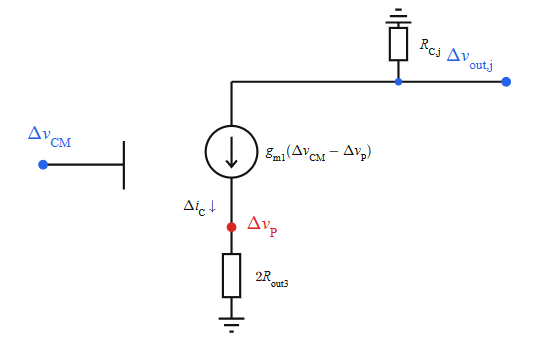 R_C,j
Δv_out,j
Δv_CM
g_m1(Δv_CM − Δv_p)
Δi_C ↓
Δv_P
2R_out3